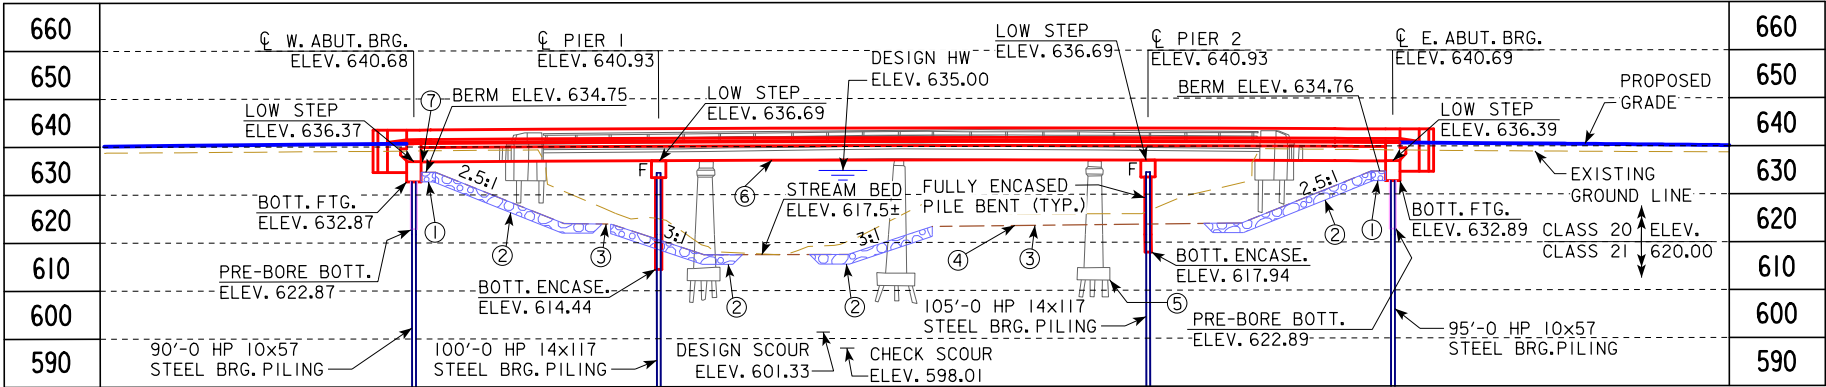 660
650
640
630
620
610
600
590
℄ W. ABUT. BRG.
ELEV. 640.68
℄ PIER 1
ELEV. 640.93
DESIGN HW
ELEV. 635.00
LOW STEP
ELEV. 636.69
℄ PIER 2
ELEV. 640.93
℄ E. ABUT. BRG.
ELEV. 640.69
PROPOSED
GRADE
LOW STEP
ELEV. 636.37
⑦
BERM ELEV. 634.75
LOW STEP
ELEV. 636.69
BERM ELEV. 634.76
LOW STEP
ELEV. 636.39
F
F
2.5:1
2.5:1
⑥
STREAM BED
ELEV. 617.5±
FULLY ENCASED
PILE BENT (TYP.)
EXISTING
GROUND LINE
BOTT. FTG.
ELEV. 632.87
①
②
③
3:1
3:1
④
③
②
①
BOTT. FTG.
ELEV. 632.89
CLASS 20
CLASS 21
ELEV.
620.00
PRE-BORE BOTT.
ELEV. 622.87
BOTT. ENCASE.
ELEV. 614.44
②
②
BOTT. ENCASE.
ELEV. 617.94
⑤
105'-0 HP 14x117
STEEL BRG. PILING
PRE-BORE BOTT.
ELEV. 622.89
90'-0 HP 10x57
STEEL BRG. PILING
100'-0 HP 14x117
STEEL BRG. PILING
DESIGN SCOUR
ELEV. 601.33
CHECK SCOUR
ELEV. 598.01
95'-0 HP 10x57
STEEL BRG. PILING
660
650
640
630
620
610
600
590